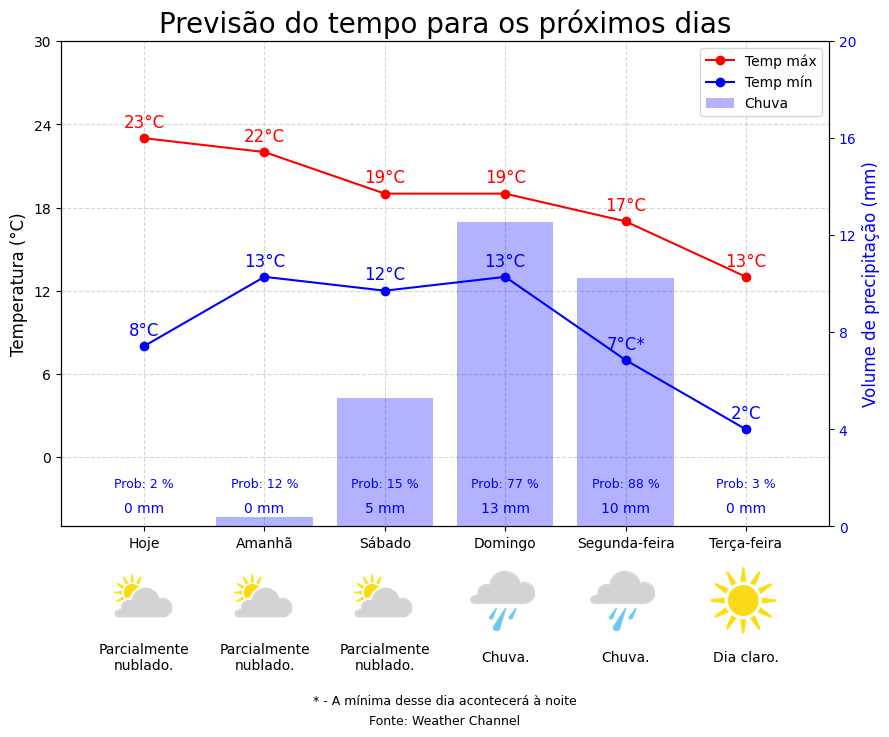 Previsão do tempo para os próximos dias
30
24
18
12
6
0
Temperatura (°C)
20
16
12
8
4
0
Volume de precipitação (mm)
Temp máx
Temp mín
Chuva
23°C
22°C
19°C
19°C
17°C
13°C
8°C
13°C
12°C
13°C
7°C*
2°C
Prob: 2 %
Prob: 12 %
Prob: 15 %
Prob: 77 %
Prob: 88 %
Prob: 3 %
0 mm
0 mm
5 mm
13 mm
10 mm
0 mm
Hoje
Amanhã
Sábado
Domingo
Segunda-feira
Terça-feira
Parcialmente
nublado.
Parcialmente
nublado.
Parcialmente
nublado.
Chuva.
Chuva.
Dia claro.
* - A mínima desse dia acontecerá à noite
Fonte: Weather Channel